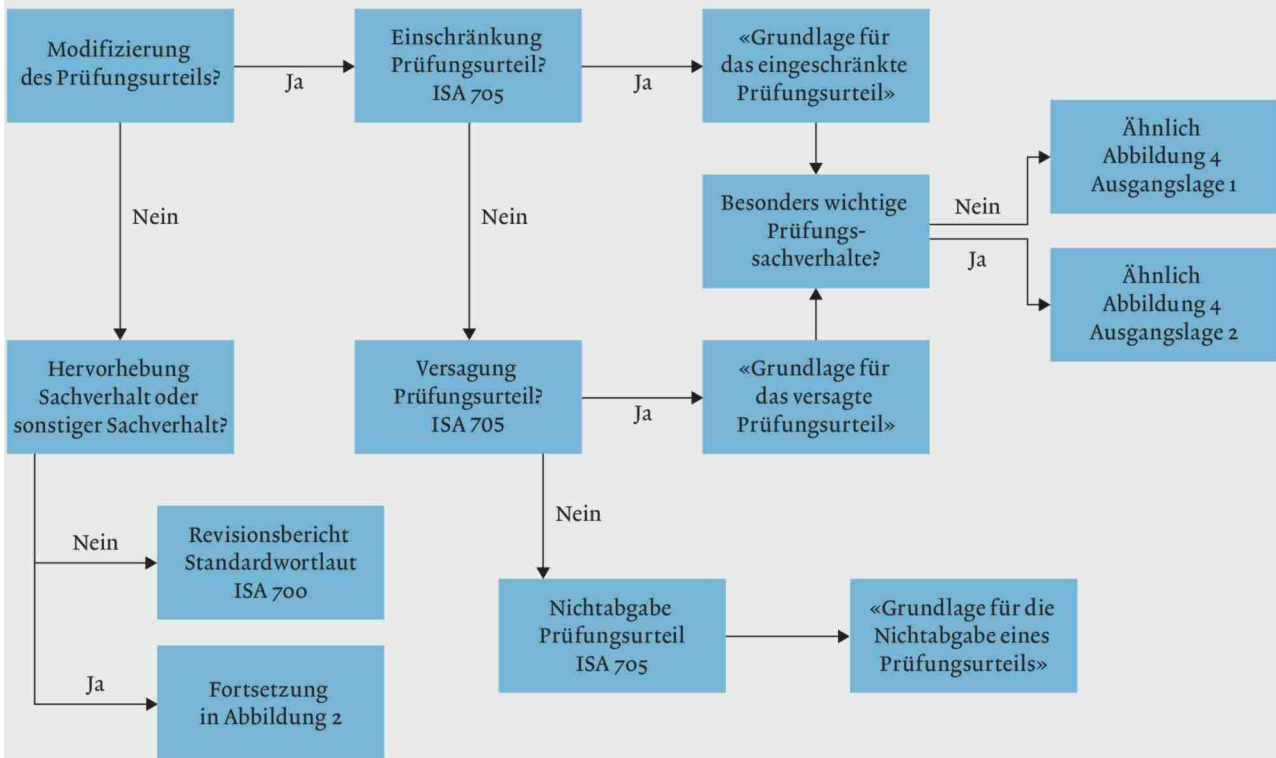 Modifizierung
des Prüfungsurteils?
Ja
Einschränkung
Prüfungsurteil?
ISA 705
Ja
«Grundlage für
das eingeschränkte
Prüfungsurteil»
Ähnlich
Abbildung 4
Ausgangslage 1
Nein
Nein
Besonders wichtige
Prüfungs-
sachverhalte?
Nein
Ja
Ähnlich
Abbildung 4
Ausgangslage 2
Hervorhebung
Sachverhalt oder
sonstiger Sachverhalt?
Versagung
Prüfungsurteil?
ISA 705
Ja
«Grundlage für
das versagte
Prüfungsurteil»
Nein
Nein
Revisionsbericht
Standardwortlaut
ISA 700
Nichtabgabe
Prüfungsurteil
ISA 705
«Grundlage für die
Nichtabgabe eines
Prüfungsurteils»
Ja
Fortsetzung
in Abbildung 2